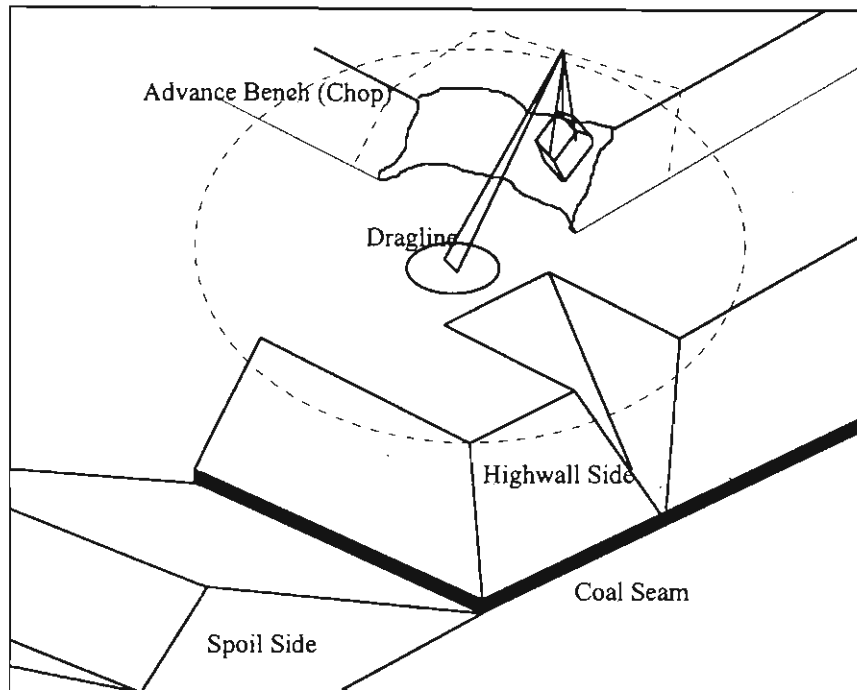 Advance Bench (Chop)
Dragline
Highwall Side
Coal Seam
Spoil Side